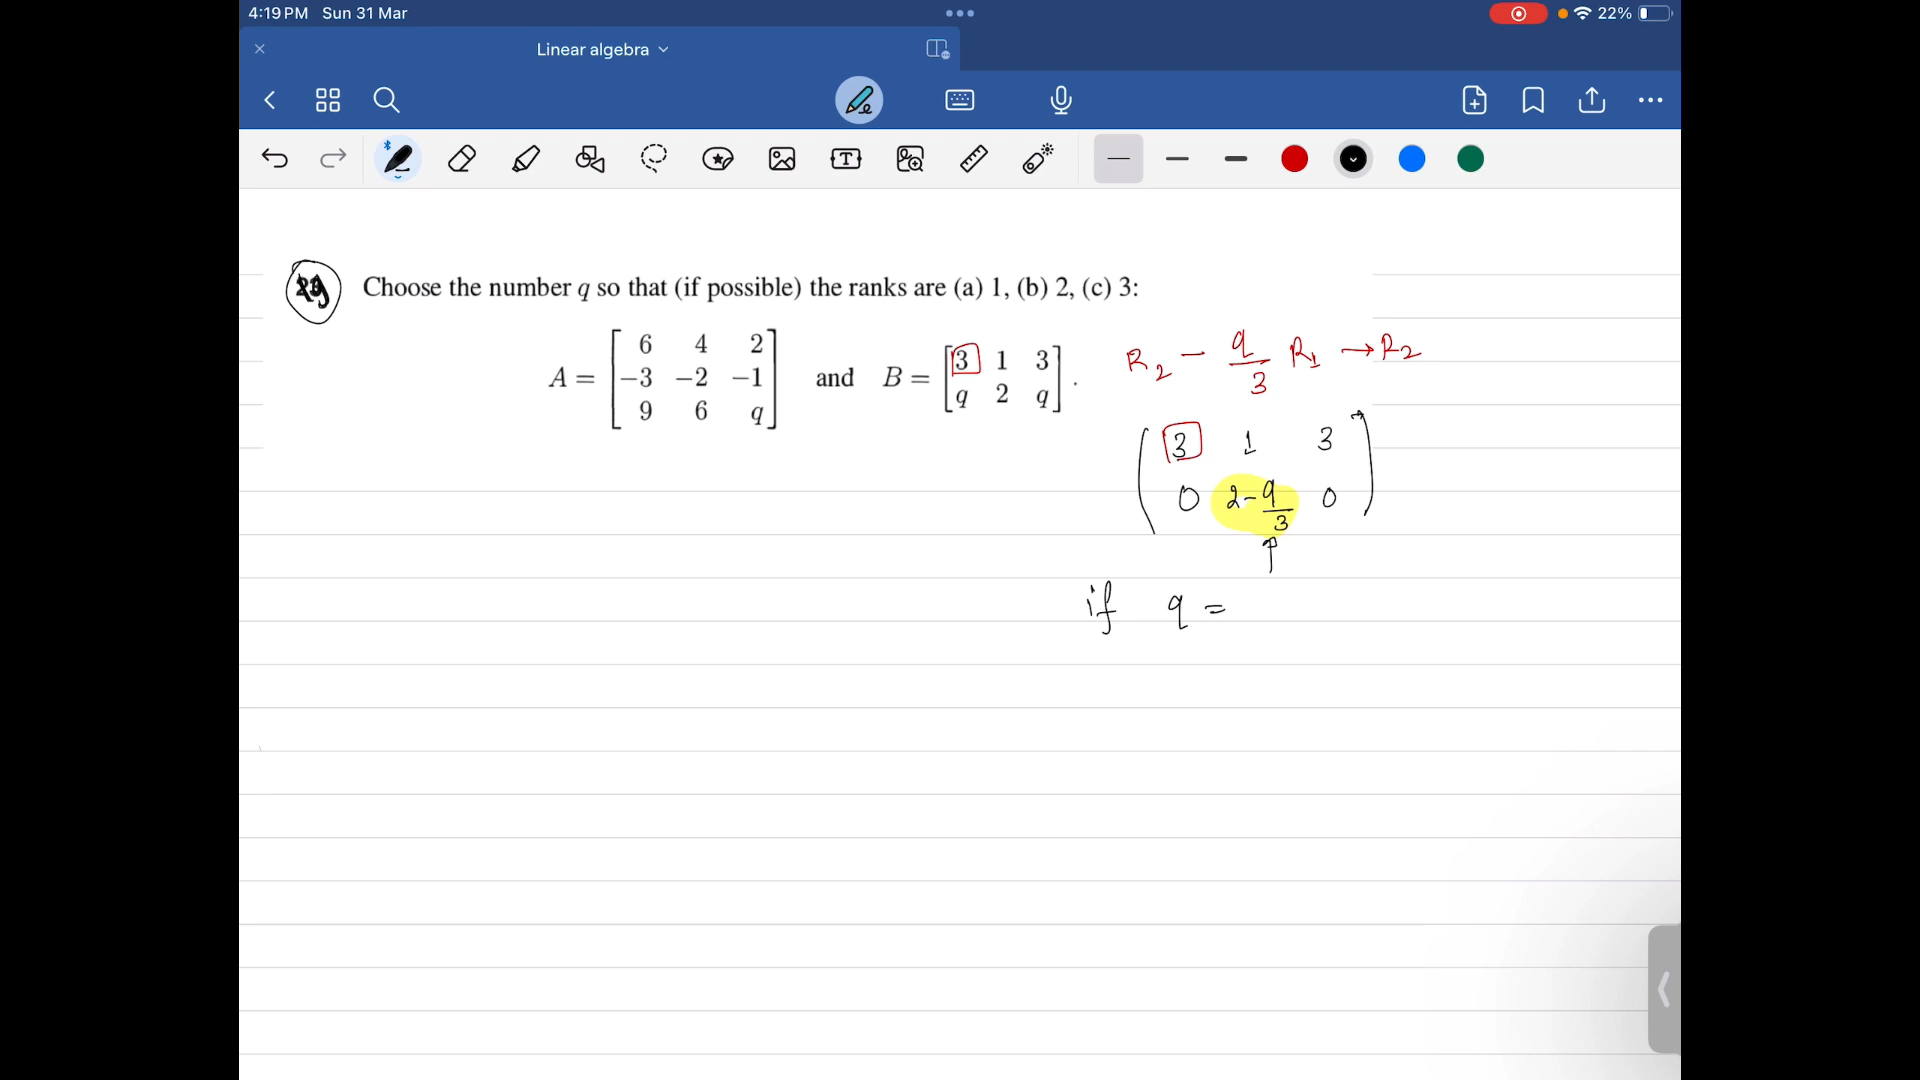 4:19 PM Sun 31 Mar
22%
Linear algebra
Choose the number q so that (if possible) the ranks are (a) 1, (b) 2, (c) 3:
A = [6 4 2; −3 −2 −1; 9 6 q] and B = [3 1 3; q 2 q].
R₂ − q/3 R₁ → R₂
(3 1 3
0 2 − q/3 0)
↑
if q =